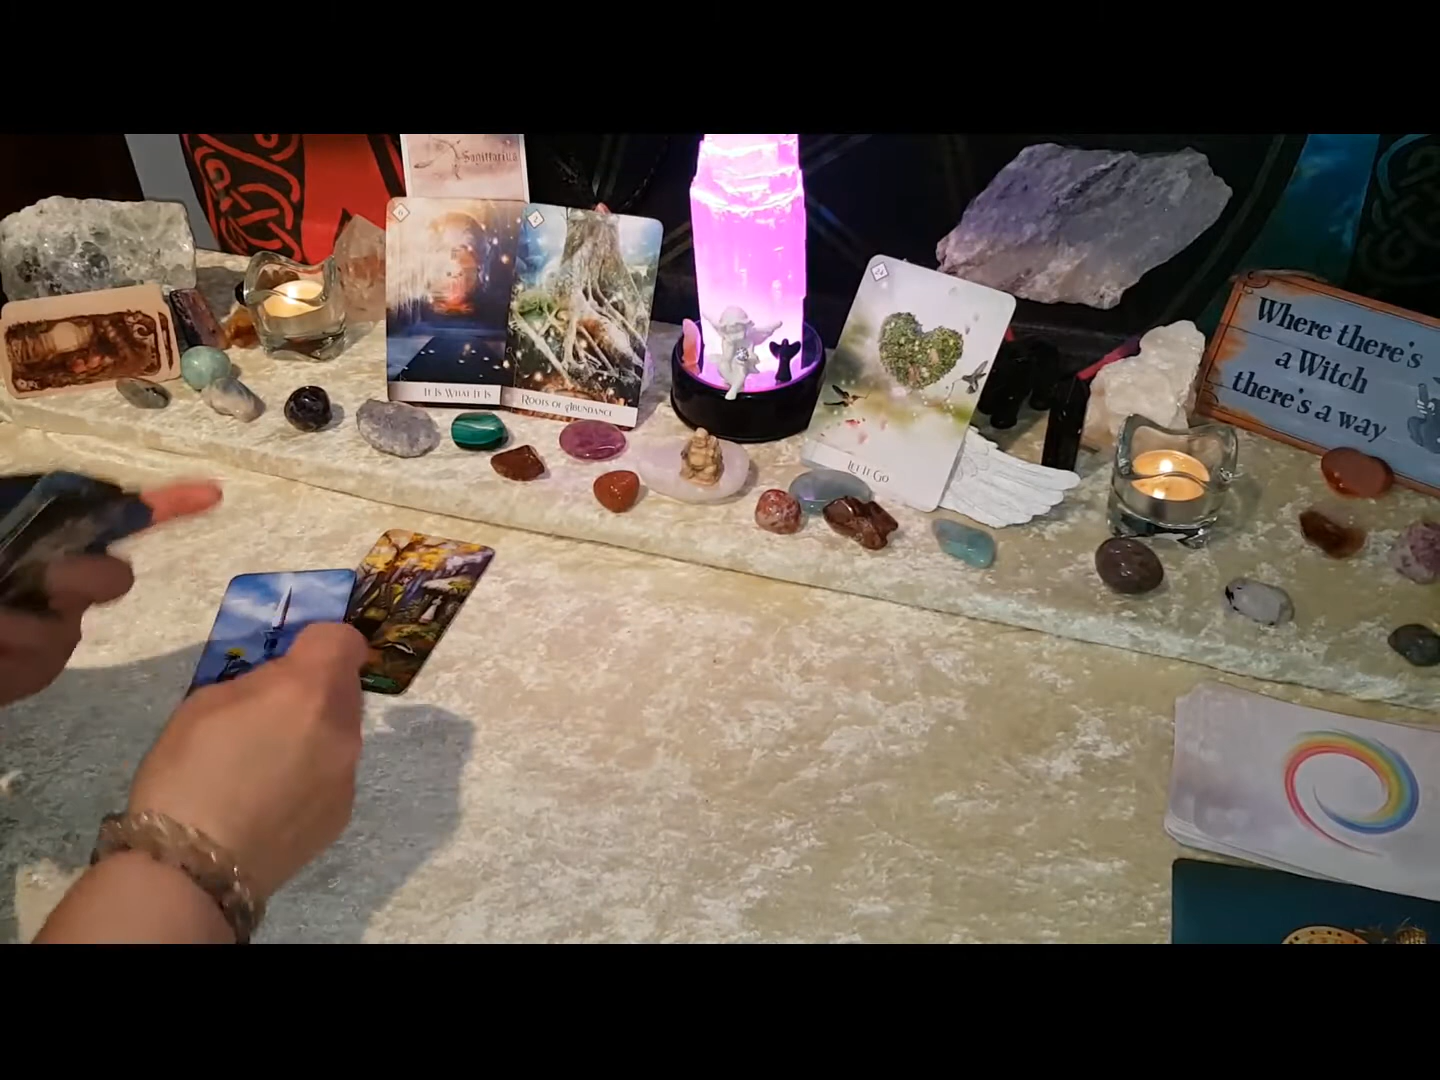 Sagittarius
It Is What It Is
Roots of Abundance
Let It Go
Where there's
a Witch
there's a way